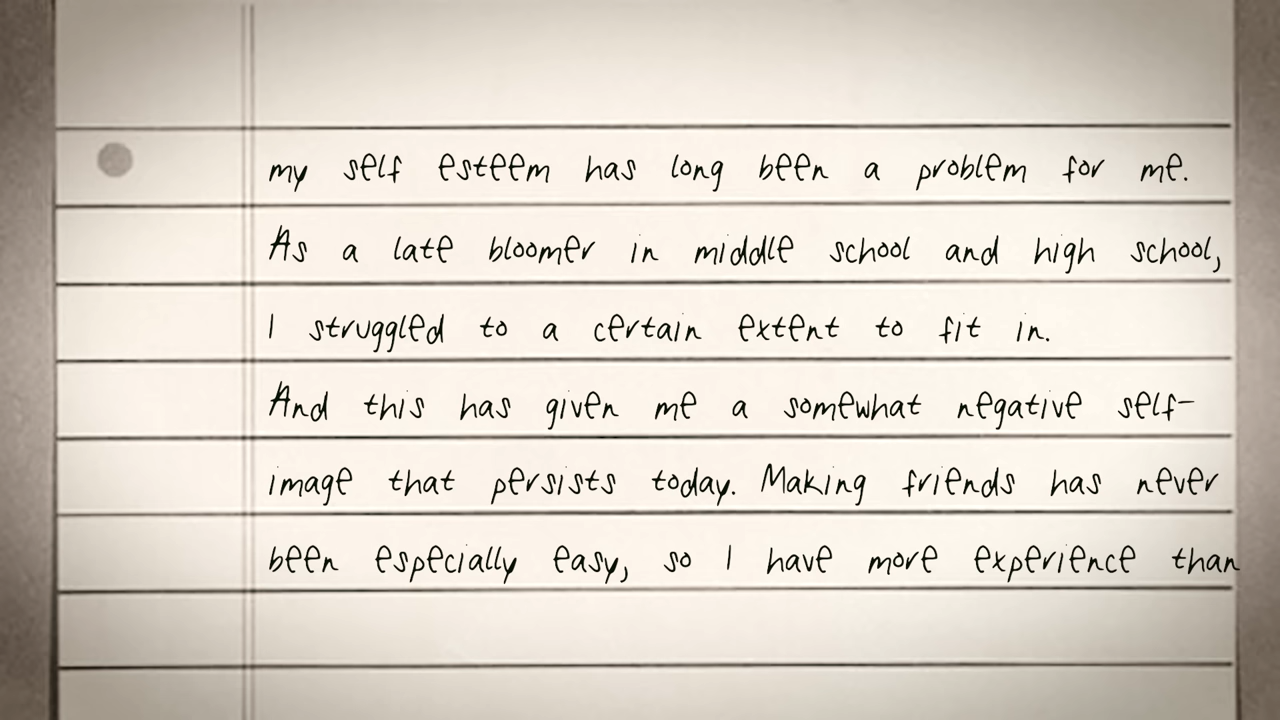 my self esteem has long been a problem for me.
As a late bloomer in middle school and high school,
I struggled to a certain extent to fit in.
And this has given me a somewhat negative self-
image that persists today. Making friends has never
been especially easy, so I have more experience than